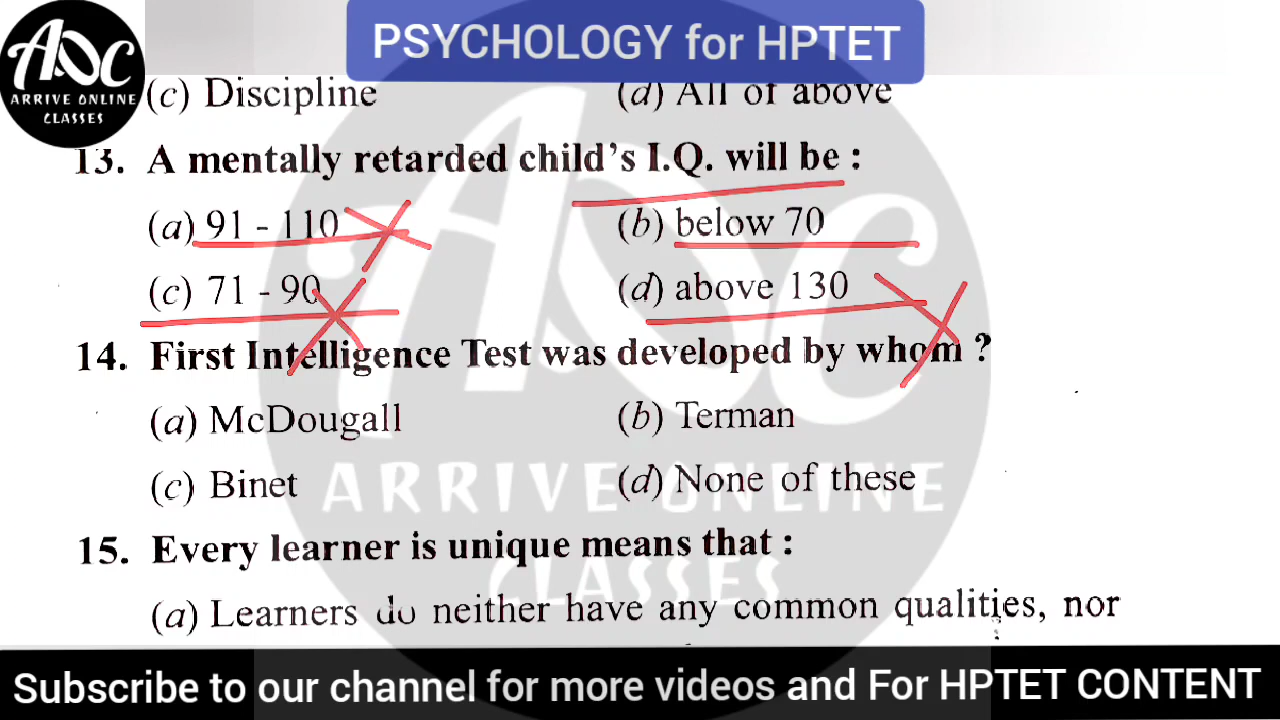 PSYCHOLOGY for HPTET
ADC
ARRIVE ONLINE
CLASSES
(c) Discipline (d) All of above
13. A mentally retarded child's I.Q. will be :
(a) 91 - 110 (b) below 70
(c) 71 - 90 (d) above 130
14. First Intelligence Test was developed by whom ?
(a) McDougall (b) Terman
(c) Binet (d) None of these
ARRIVE ONLINE
CLASSES
15. Every learner is unique means that :
(a) Learners do neither have any common qualities, nor
Subscribe to our channel for more videos and For HPTET CONTENT